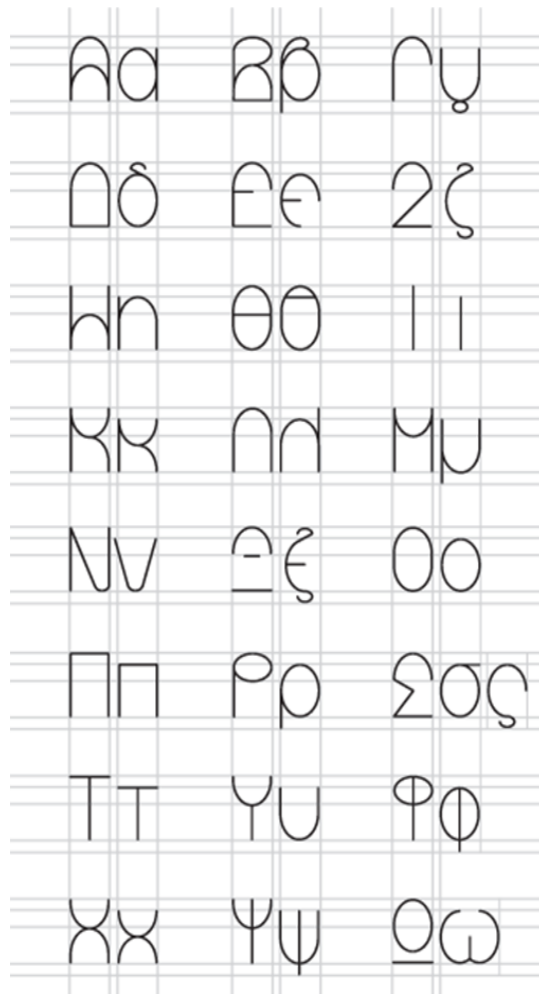 Αα Ββ Γγ
Δδ Εε Ζζ
Ηη Θθ Ιι
Κκ Λλ Μμ
Νν Ξξ Οο
Ππ Ρρ Σσς
Ττ Υυ Φφ
Χχ Ψψ Ωω